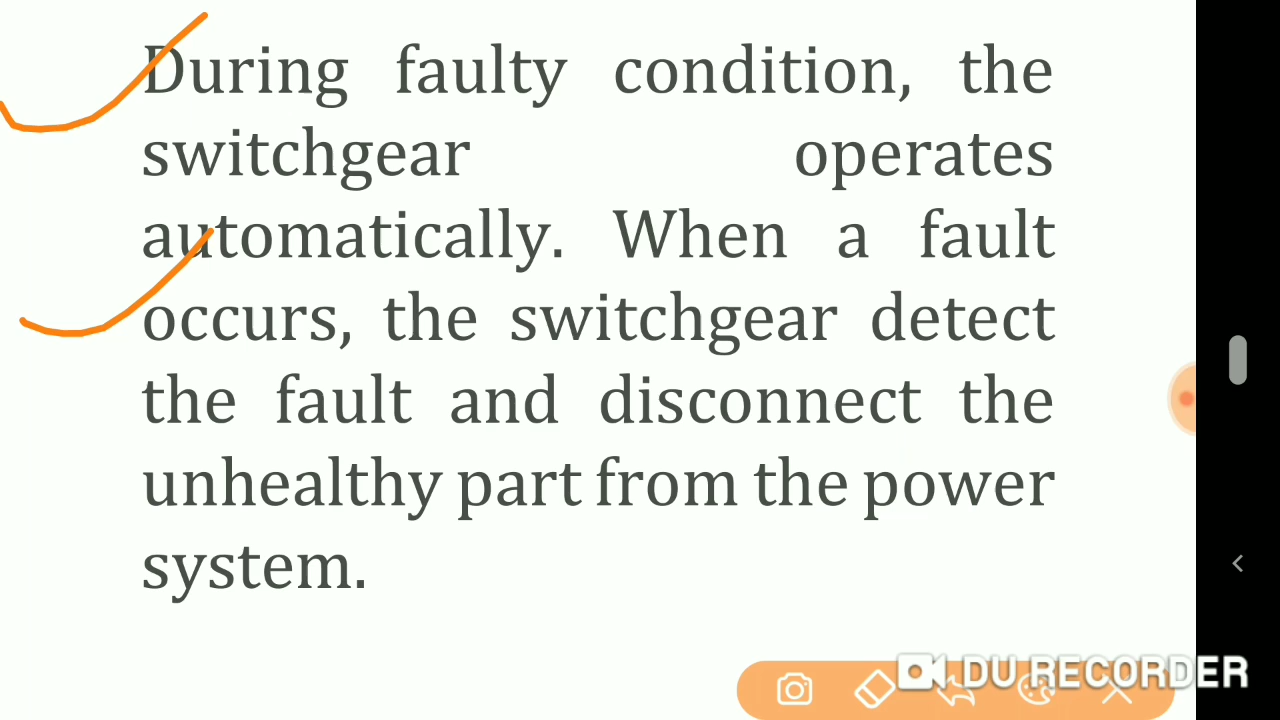 During faulty condition, the
switchgear operates
automatically. When a fault
occurs, the switchgear detect
the fault and disconnect the
unhealthy part from the power
system.
DU RECORDER